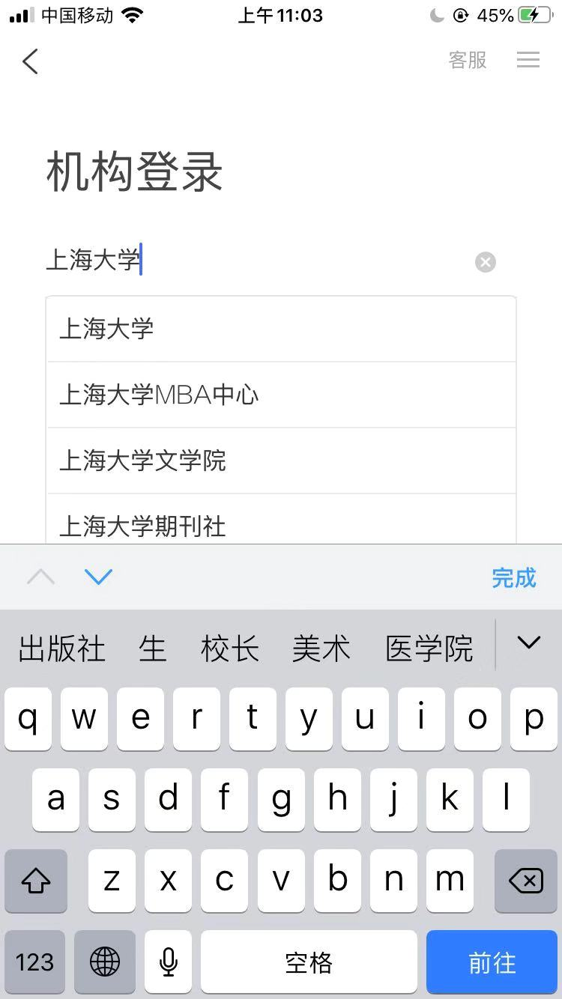 中国移动 上午11:03 45%
客服
机构登录
上海大学
上海大学
上海大学MBA中心
上海大学文学院
上海大学期刊社
完成
出版社 生 校长 美术 医学院
q w e r t y u i o p
a s d f g h j k l
z x c v b n m
123 空格 前往